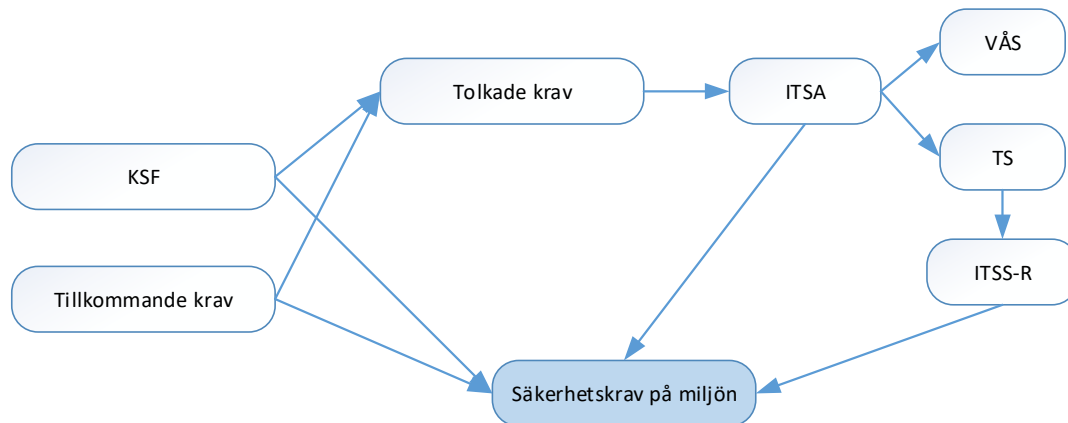 VÅS
Tolkade krav
ITSA
KSF
TS
Tillkommande krav
ITSS-R
Säkerhetskrav på miljön